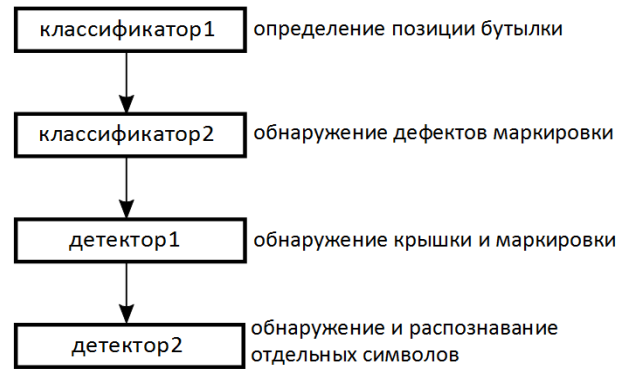 классификатор1 определение позиции бутылки
классификатор2 обнаружение дефектов маркировки
детектор1 обнаружение крышки и маркировки
детектор2 обнаружение и распознавание
отдельных символов